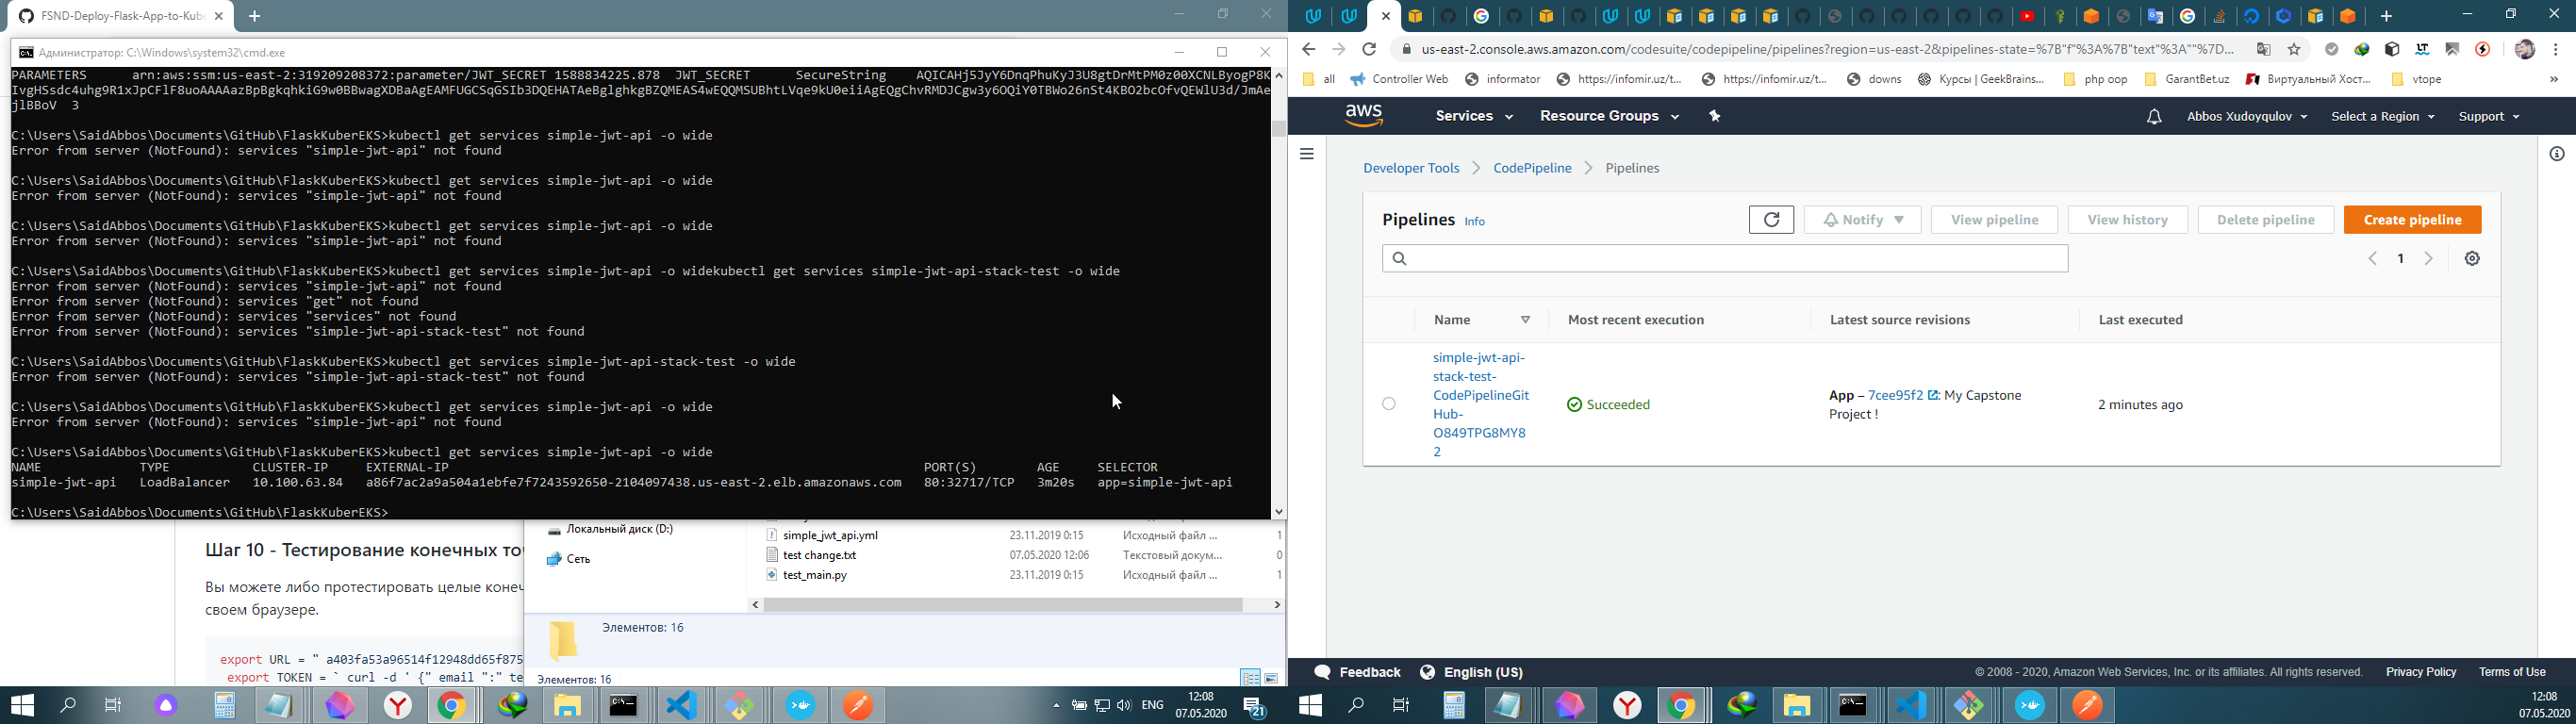 FSND-Deploy-Flask-App-to-Kube
Администратор: C:\Windows\system32\cmd.exe
PARAMETERS arn:aws:ssm:us-east-2:319209208372:parameter/JWT_SECRET 1588834225.878 JWT_SECRET SecureString
jlBBoV 3
C:\Users\SaidAbbos\Documents\GitHub\FlaskKuberEKS>kubectl get services simple-jwt-api -o wide
Error from server (NotFound): services "simple-jwt-api" not found
C:\Users\SaidAbbos\Documents\GitHub\FlaskKuberEKS>kubectl get services simple-jwt-api -o wide
Error from server (NotFound): services "simple-jwt-api" not found
C:\Users\SaidAbbos\Documents\GitHub\FlaskKuberEKS>kubectl get services simple-jwt-api -o wide
Error from server (NotFound): services "simple-jwt-api" not found
C:\Users\SaidAbbos\Documents\GitHub\FlaskKuberEKS>kubectl get services simple-jwt-api -o widekubectl get services simple-jwt-api-stack-test -o wide
Error from server (NotFound): services "simple-jwt-api" not found
Error from server (NotFound): services "get" not found
Error from server (NotFound): services "services" not found
Error from server (NotFound): services "simple-jwt-api-stack-test" not found
C:\Users\SaidAbbos\Documents\GitHub\FlaskKuberEKS>kubectl get services simple-jwt-api-stack-test -o wide
Error from server (NotFound): services "simple-jwt-api-stack-test" not found
C:\Users\SaidAbbos\Documents\GitHub\FlaskKuberEKS>kubectl get services simple-jwt-api -o wide
Error from server (NotFound): services "simple-jwt-api" not found
C:\Users\SaidAbbos\Documents\GitHub\FlaskKuberEKS>kubectl get services simple-jwt-api -o wide
NAME TYPE CLUSTER-IP EXTERNAL-IP PORT(S) AGE SELECTOR
simple-jwt-api LoadBalancer 10.100.63.84 a86f7ac2a9a504a1ebfe7f7243592650-2104097438.us-east-2.elb.amazonaws.com 80:32717/TCP 3m20s app=simple-jwt-api
C:\Users\SaidAbbos\Documents\GitHub\FlaskKuberEKS>
Локальный диск (D:)
Сеть
simple_jwt_api.yml 23.11.2019 0:15 Исходный файл ... 1
test change.txt 07.05.2020 12:06 Текстовый докум... 0
test_main.py 23.11.2019 0:15 Исходный файл ... 1
Элементов: 16
Элементов: 16
Шаг 10 - Тестирование конечных то
Вы можете либо протестировать целые конеч
своем браузере.
export URL = " a403fa53a96514f12948dd65f875
export TOKEN = ` curl -d ' {" email ":" te
ENG
12:08
07.05.2020
21
us-east-2.console.aws.amazon.com/codesuite/codepipeline/pipelines?region=us-east-2&pipelines-state=%7B"f"%3A%7B"text"%3A""%7D...
all
Controller Web
informator
https://infomir.uz/t...
https://infomir.uz/t...
downs
Курсы | GeekBrains...
php oop
GarantBet.uz
Виртуальный Хост...
vtope
»
aws
Services
Resource Groups
Abbos Xudoyqulov
Select a Region
Support
Developer Tools
CodePipeline
Pipelines
Pipelines Info
Notify
View pipeline
View history
Delete pipeline
Create pipeline
1
Name
Most recent execution
Latest source revisions
Last executed
simple-jwt-api-
stack-test-
CodePipelineGit
Hub-
O849TPG8MY8
2
Succeeded
App – 7cee95f2 : My Capstone
Project !
2 minutes ago
Feedback
English (US)
© 2008 - 2020, Amazon Web Services, Inc. or its affiliates. All rights reserved.
Privacy Policy
Terms of Use
12:08
07.05.2020